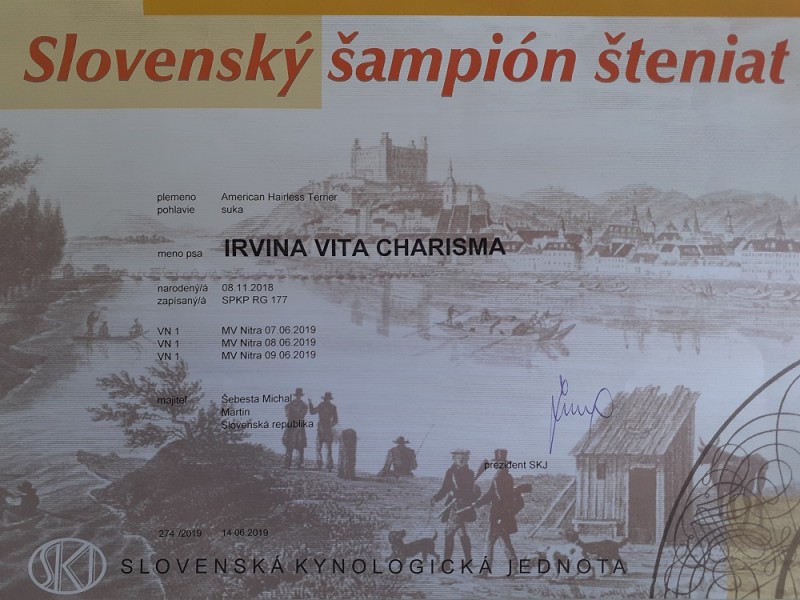 Slovenský šampión šteniat
plemeno American Hairless Terrier
pohlavie suka
meno psa IRVINA VITA CHARISMA
narodený/á 08.11.2018
zapísaný/á SPKP RG 177
VN 1 MV Nitra 07.06.2019
VN 1 MV Nitra 08.06.2019
VN 1 MV Nitra 09.06.2019
majiteľ Šebesta Michal
Martin
Slovenská republika
prezident SKJ
274 /2019 14.06.2019
SKJ SLOVENSKÁ KYNOLOGICKÁ JEDNOTA